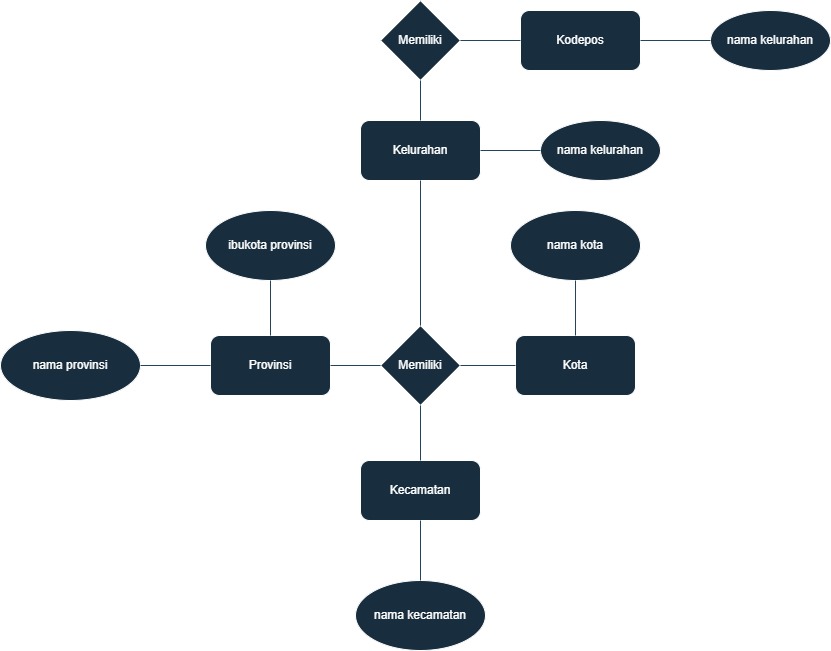 Memiliki
Kodepos
nama kelurahan
Kelurahan
nama kelurahan
ibukota provinsi
nama kota
nama provinsi
Provinsi
Memiliki
Kota
Kecamatan
nama kecamatan